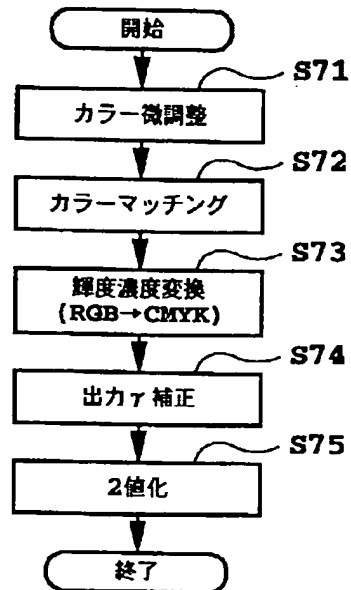 開始
S71
カラー微調整
S72
カラーマッチング
S73
輝度濃度変換
(RGB→CMYK)
S74
出力γ補正
S75
2値化
終了